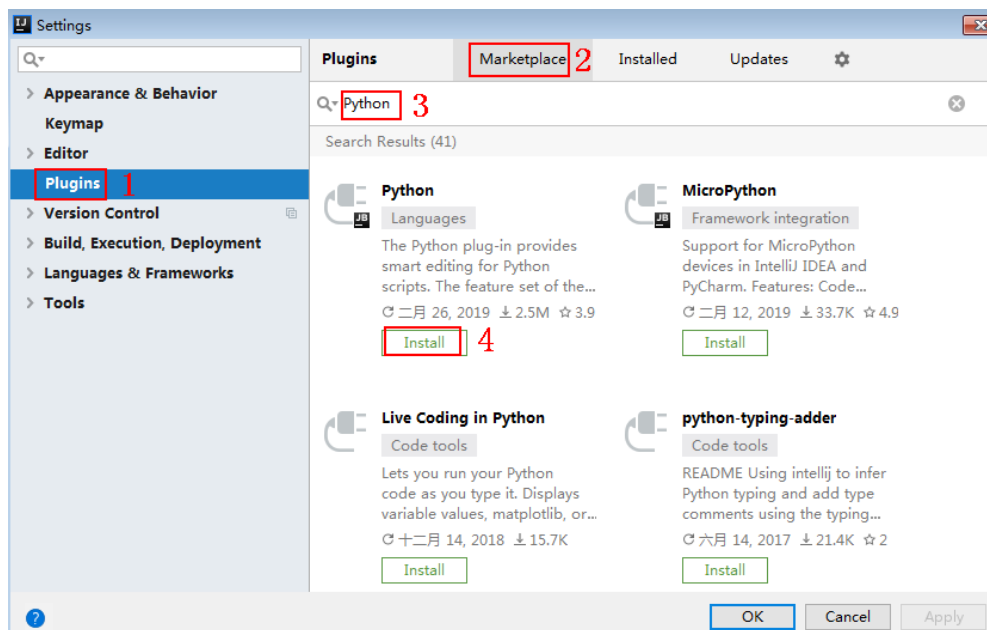 Settings
Appearance & Behavior
Keymap
Editor
Plugins 1
Version Control
Build, Execution, Deployment
Languages & Frameworks
Tools
Plugins Marketplace 2 Installed Updates
Python 3
Search Results (41)
Python
JB
Languages
The Python plug-in provides
smart editing for Python
scripts. The feature set of the...
二月 26, 2019 2.5M 3.9
Install 4
MicroPython
JB
Framework integration
Support for MicroPython
devices in IntelliJ IDEA and
PyCharm. Features: Code...
二月 12, 2019 33.7K 4.9
Install
Live Coding in Python
Code tools
Lets you run your Python
code as you type it. Displays
variable values, matplotlib, or...
十二月 14, 2018 15.7K
Install
python-typing-adder
Code tools
README Using intellij to infer
Python typing and add type
comments using the typing...
六月 14, 2017 21.4K 2
Install
? OK Cancel Apply